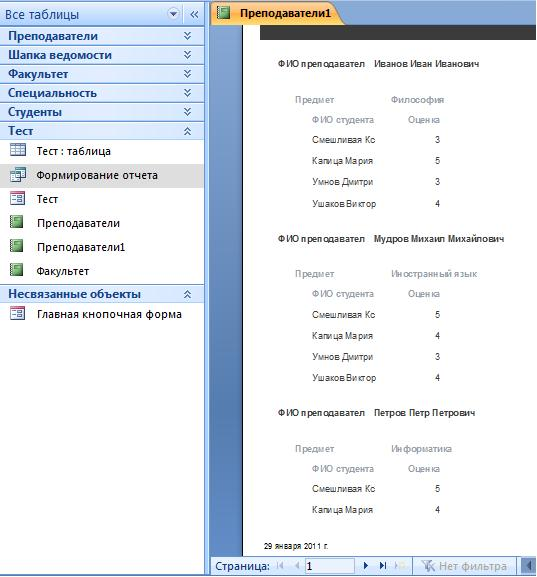 Все таблицы
Преподаватели
Шапка ведомости
Факультет
Специальность
Студенты
Тест
Тест : таблица
Формирование отчета
Тест
Преподаватели
Преподаватели1
Факультет
Несвязанные объекты
Главная кнопочная форма
Преподаватели1
ФИО преподавател Иванов Иван Иванович
Предмет Философия
ФИО студента Оценка
Смешливая Кс 3
Капица Мария 5
Умнов Дмитри 3
Ушаков Виктор 4
ФИО преподавател Мудров Михаил Михайлович
Предмет Иностранный язык
ФИО студента Оценка
Смешливая Кс 5
Капица Мария 4
Умнов Дмитри 3
Ушаков Виктор 4
ФИО преподавател Петров Петр Петрович
Предмет Информатика
ФИО студента Оценка
Смешливая Кс 5
Капица Мария 4
29 января 2011 г.
Страница: 1 Нет фильтра